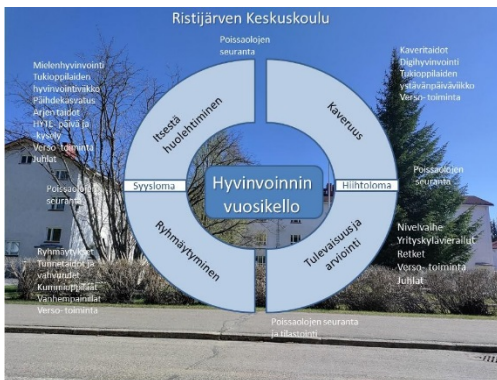 Ristijärven Keskuskoulu
Poissaolojen
seuranta
Mielenhyvinvointi
Tukioppilaiden
hyvinvointiviikko
Päihdekasvatus
Arjen taidot
HYTE- päivä ja
kysely
Verso- toiminta
Juhlat
Kaveritaidot
Digihyvinvointi
Tukioppilaiden
ystävänpäiväviikko
Verso-toiminta
Itsestä
huolehtiminen
Kaveruus
Poissaolojen
seuranta
Syysloma
Hyvinvoinnin
vuosikello
Hiihtoloma
Poissaolojen
seuranta
Ryhmäytyminen
Tulevaisuus ja
arviointi
Ryhmäytykset
Tunnetaidot ja
vahvuudet
Kummioppilaat
Vanhempainillat
Verso- toiminta
Nivelvaihe
Yrityskylävierailut
Retket
Verso- toiminta
Juhlat
Poissaolojen seuranta
ja tilastointi